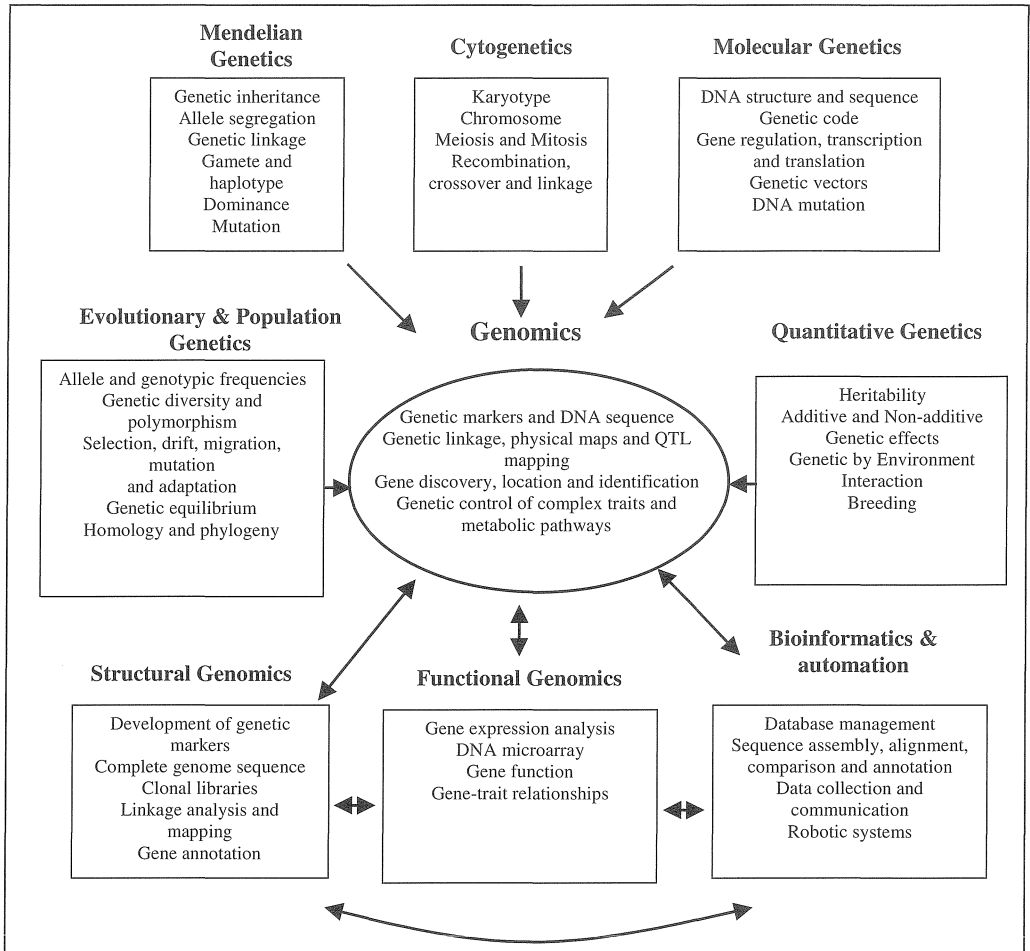 Mendelian
Genetics
Genetic inheritance
Allele segregation
Genetic linkage
Gamete and
haplotype
Dominance
Mutation
Cytogenetics
Karyotype
Chromosome
Meiosis and Mitosis
Recombination,
crossover and linkage
Molecular Genetics
DNA structure and sequence
Genetic code
Gene regulation, transcription
and translation
Genetic vectors
DNA mutation
Evolutionary & Population
Genetics
Allele and genotypic frequencies
Genetic diversity and
polymorphism
Selection, drift, migration,
mutation
and adaptation
Genetic equilibrium
Homology and phylogeny
Genomics
Genetic markers and DNA sequence
Genetic linkage, physical maps and QTL
mapping
Gene discovery, location and identification
Genetic control of complex traits and
metabolic pathways
Quantitative Genetics
Heritability
Additive and Non-additive
Genetic effects
Genetic by Environment
Interaction
Breeding
Structural Genomics
Development of genetic
markers
Complete genome sequence
Clonal libraries
Linkage analysis and
mapping
Gene annotation
Functional Genomics
Gene expression analysis
DNA microarray
Gene function
Gene-trait relationships
Bioinformatics &
automation
Database management
Sequence assembly, alignment,
comparison and annotation
Data collection and
communication
Robotic systems